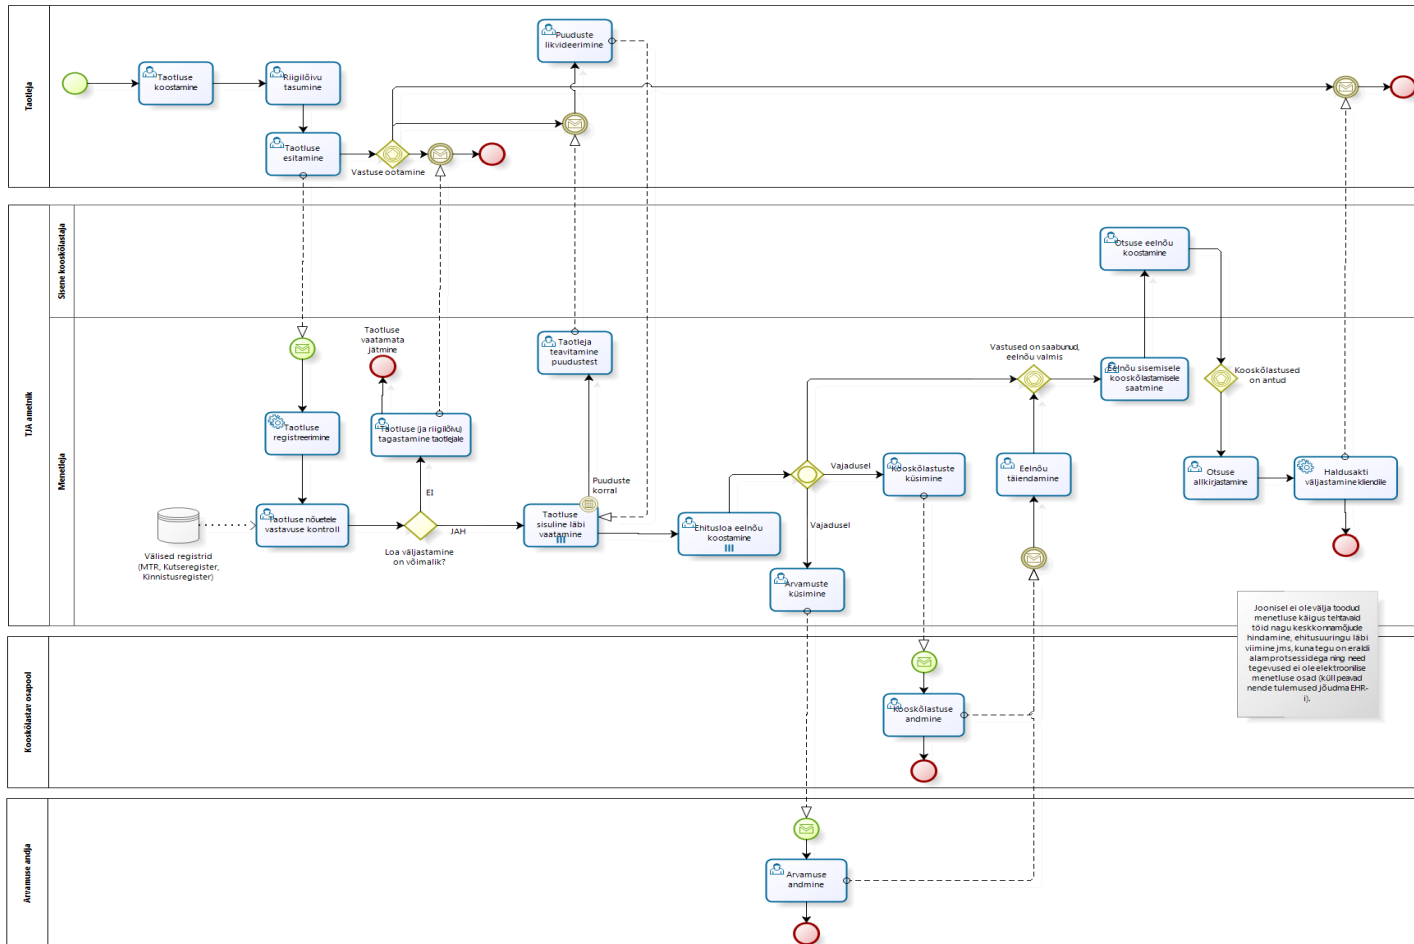 Taotleja
Taotluse
koostamine
Riigilõivu
tasumine
Taotluse
esitamine
Vastuse ootamine
Puuduste
likvideerimine
TJA ametnik
Sisene kooskõlastaja
Otsuse eelnõu
koostamine
Menetleja
Taotluse
registreerimine
Taotluse nõuetele
vastavuse kontroll
Välised registrid
(MTR, Kutseregister,
Kinnistusregister)
Taotluse
vaatamata
jätmine
Taotluse (ja riigilõivu)
tagastamine taotlejale
EI
JAH
Loa väljastamine
on võimalik?
Taotleja
teavitamine
puudustest
Puuduste
korral
Taotluse
sisuline läbi
vaatamine
Ehitusloa eelnõu
koostamine
Vajadusel
Vajadusel
Kooskõlastuste
küsimine
Arvamuste
küsimine
Vastused on saabunud,
eelnõu valmis
Eelnõu
täiendamine
Eelnõu sisemisele
kooskõlastamisele
saatmine
Kooskõlastused
on antud
Otsuse
allkirjastamine
Haldusakti
väljastamine kliendile
Joonisel ei ole välja toodud
menetluse käigus tehtavaid
töid nagu keskkonnamõjude
hindamine, ehitusuuringu läbi
viimine jms, kuna tegu on eraldi
alamprotsessidega ning need
tegevused ei ole elektroonilise
menetluse osad (küll peavad
nende tulemused jõudma EHR-
i).
Kooskõlastav osapool
Kooskõlastuse
andmine
Arvamuse andja
Arvamuse
andmine